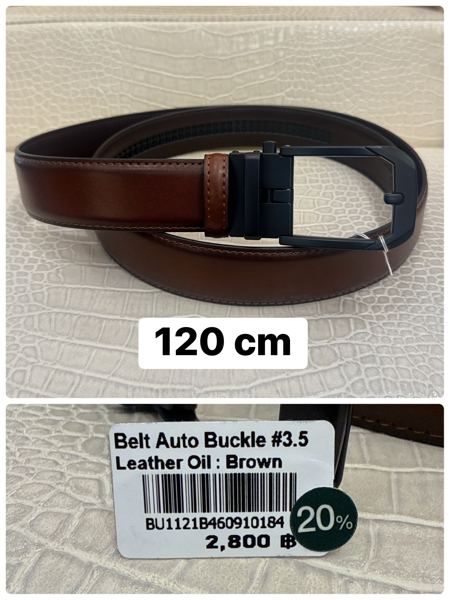 120 cm
Belt Auto Buckle #3.5
Leather Oil : Brown
BU1121B460910184
20%
2,800 ฿